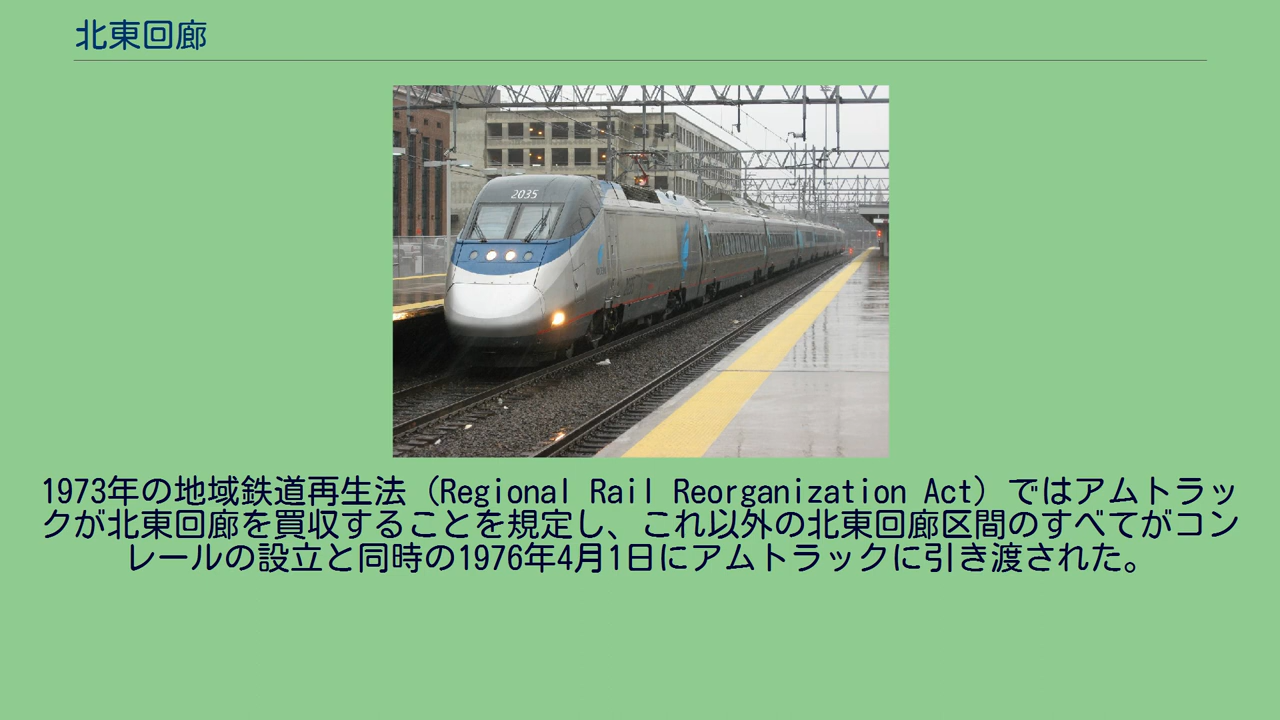 北東回廊
2035
1973年の地域鉄道再生法（Regional Rail Reorganization Act）ではアムトラッ
クが北東回廊を買収することを規定し、これ以外の北東回廊区間のすべてがコン
レールの設立と同時の1976年4月1日にアムトラックに引き渡された。